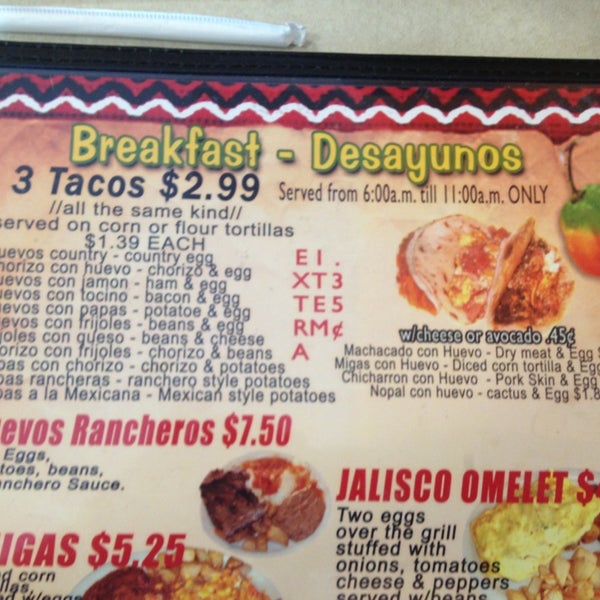 Breakfast - Desayunos
3 Tacos $2.99 Served from 6:00a.m. till 11:00a.m. ONLY
//all the same kind//
served on corn or flour tortillas
$1.39 EACH
uevos country - country egg
horizo con huevo - chorizo & egg
uevos con jamon - ham & egg
uevos con tocino - bacon & egg
uevos con papas - potatoe & egg
evos con frijoles - beans & egg
joles con queso - beans & cheese
orizo con frijoles - chorizo & beans
pas con chorizo - chorizo & potatoes
pas rancheras - ranchero style potatoes
pas a la Mexicana - Mexican style potatoes
E I .
X T 3
T E 5
R M ¢
A
w/cheese or avocado .45¢
Machacado con Huevo - Dry meat & Egg $
Migas con Huevo - Diced corn tortilla & Egg
Chicharron con Huevo - Pork Skin & Egg
Nopal con huevo - cactus & Egg $1.8
evos Rancheros $7.50
Eggs,
toes, beans,
nchero Sauce.
JALISCO OMELET $
Two eggs
over the grill
stuffed with
onions, tomatoes
cheese & peppers
served w/beans
IGAS $5.25
d corn
llas,
d w/eggs